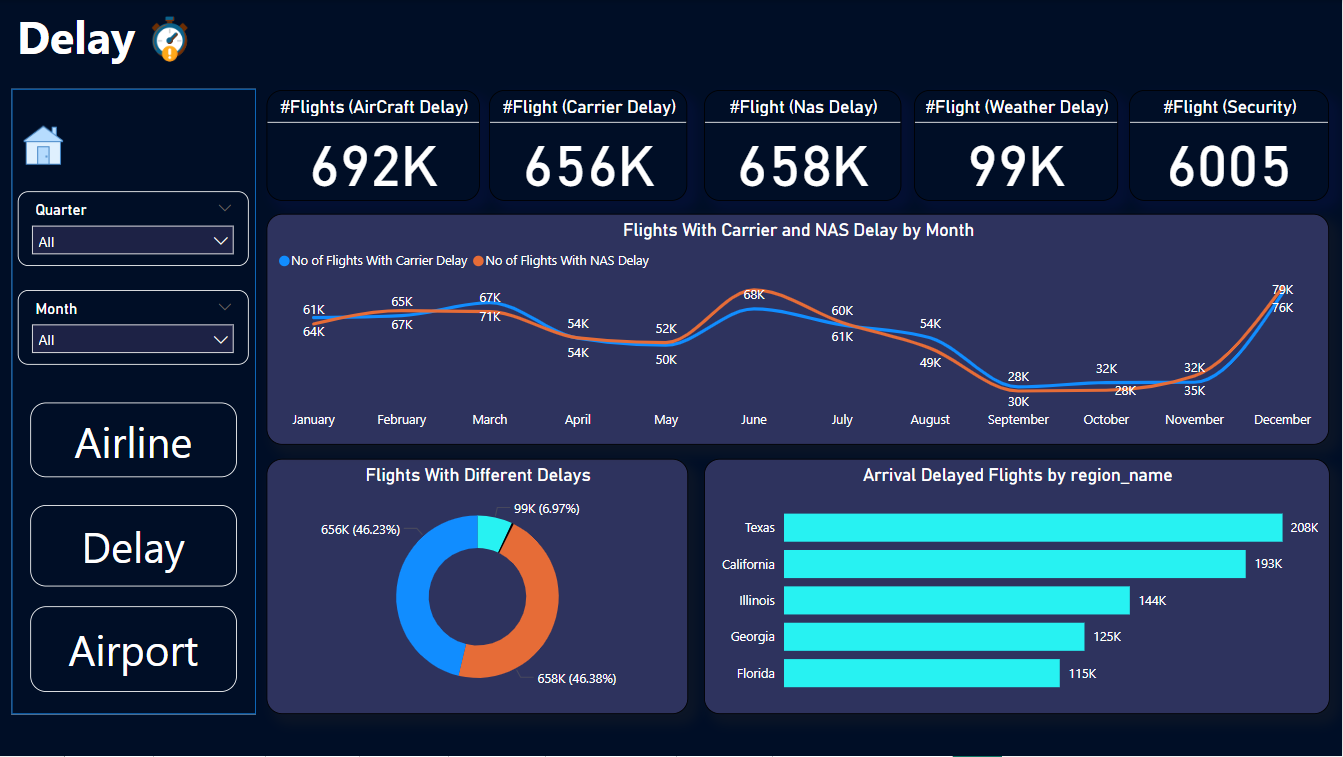 Delay
#Flights (AirCraft Delay)
692K
#Flight (Carrier Delay)
656K
#Flight (Nas Delay)
658K
#Flight (Weather Delay)
99K
#Flight (Security)
6005
Quarter
All
Month
All
Airline
Delay
Airport
Flights With Carrier and NAS Delay by Month
No of Flights With Carrier Delay
No of Flights With NAS Delay
61K
64K
65K
67K
67K
71K
54K
54K
52K
50K
68K
60K
61K
54K
49K
28K
30K
32K
28K
32K
35K
79K
76K
January
February
March
April
May
June
July
August
September
October
November
December
Flights With Different Delays
99K (6.97%)
656K (46.23%)
658K (46.38%)
Arrival Delayed Flights by region_name
Texas 208K
California 193K
Illinois 144K
Georgia 125K
Florida 115K